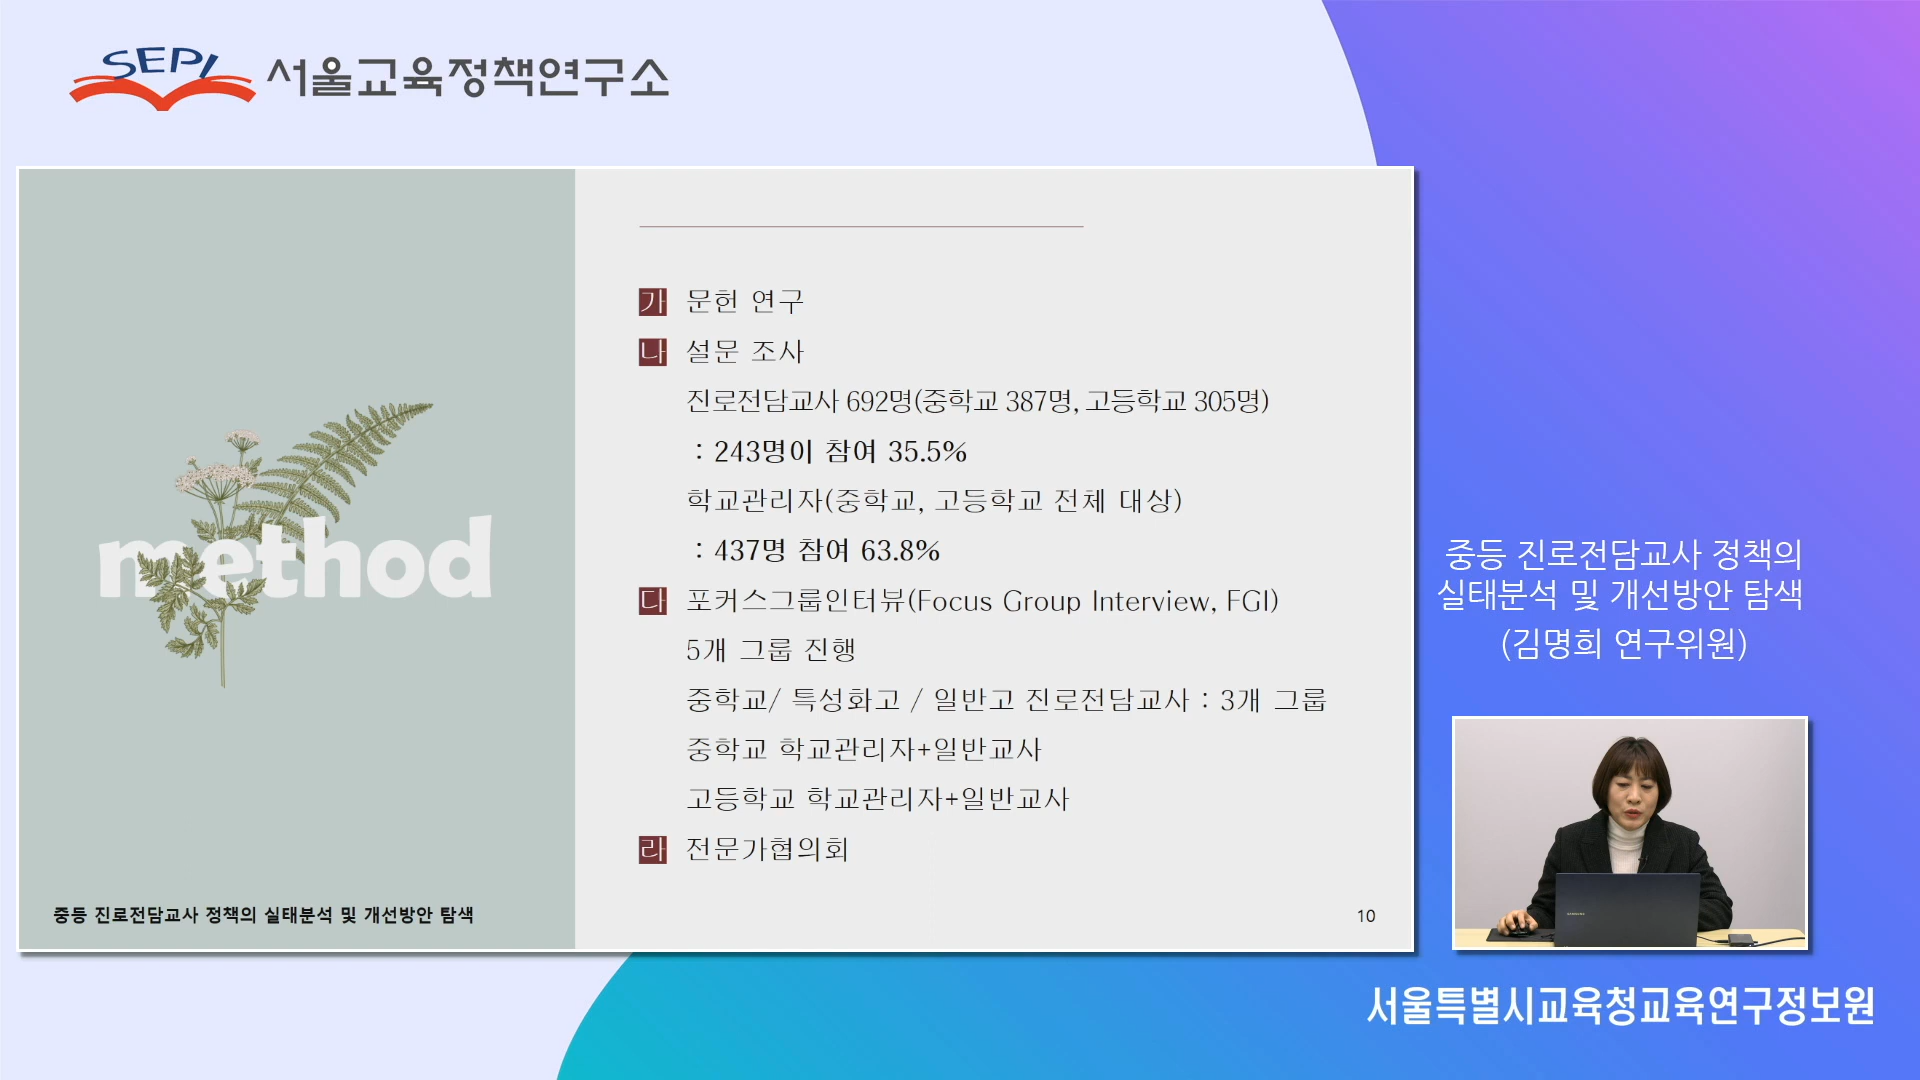 SEPI 서울교육정책연구소
method
중등 진로전담교사 정책의 실태분석 및 개선방안 탐색
가 문헌 연구
나 설문 조사
진로전담교사 692명(중학교 387명, 고등학교 305명)
: 243명이 참여 35.5%
학교관리자(중학교, 고등학교 전체 대상)
: 437명 참여 63.8%
다 포커스그룹인터뷰(Focus Group Interview, FGI)
5개 그룹 진행
중학교/ 특성화고 / 일반고 진로전담교사 : 3개 그룹
중학교 학교관리자+일반교사
고등학교 학교관리자+일반교사
라 전문가협의회
10
중등 진로전담교사 정책의
실태분석 및 개선방안 탐색
(김명희 연구위원)
SAMSUNG
서울특별시교육청교육연구정보원